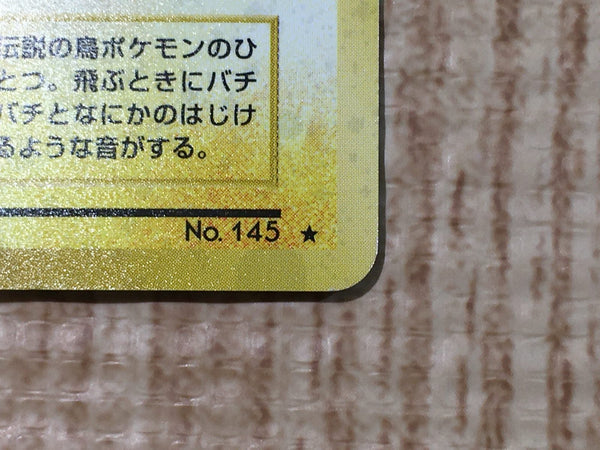 伝説の鳥ポケモンのひ
とつ。飛ぶときにバチ
バチとなにかのはじけ
るような音がする。
No. 145 ★